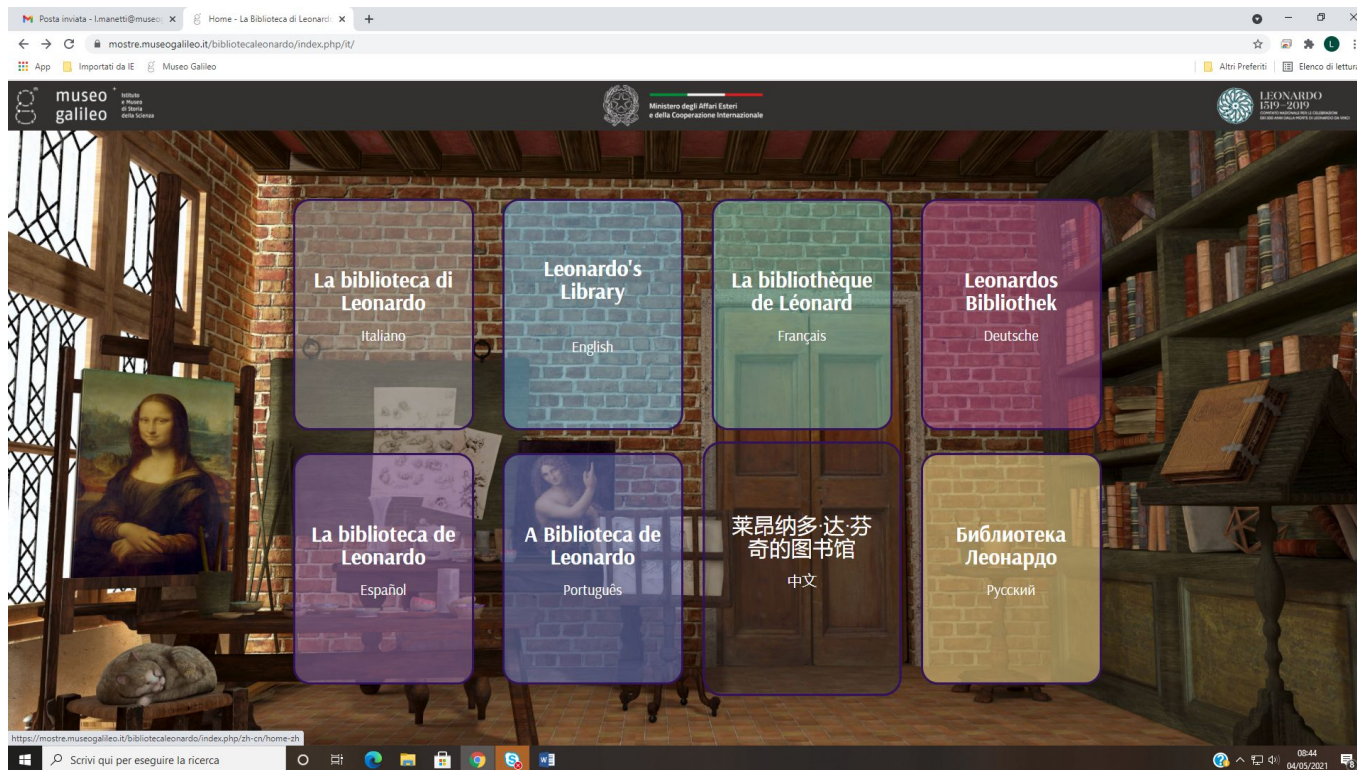 Posta inviata - l.manetti@museog
Home - La Biblioteca di Leonardo
mostre.museogalileo.it/bibliotecaleonardo/index.php/it/
App
Importati da IE
Museo Galileo
Altri Preferiti
Elenco di lettura
museo
galileo
Istituto
e Museo
di Storia
della Scienza
Ministero degli Affari Esteri
e della Cooperazione Internazionale
LEONARDO
1519-2019
La biblioteca di
Leonardo
Italiano
Leonardo's
Library
English
La bibliothèque
de Léonard
Français
Leonardos
Bibliothek
Deutsche
La biblioteca de
Leonardo
Español
A Biblioteca de
Leonardo
Português
莱昂纳多·达·芬
奇的图书馆
中文
Библиотека
Леонардо
Русский
https://mostre.museogalileo.it/bibliotecaleonardo/index.php/zh-cn/home-zh
Scrivi qui per eseguire la ricerca
08:44
04/05/2021